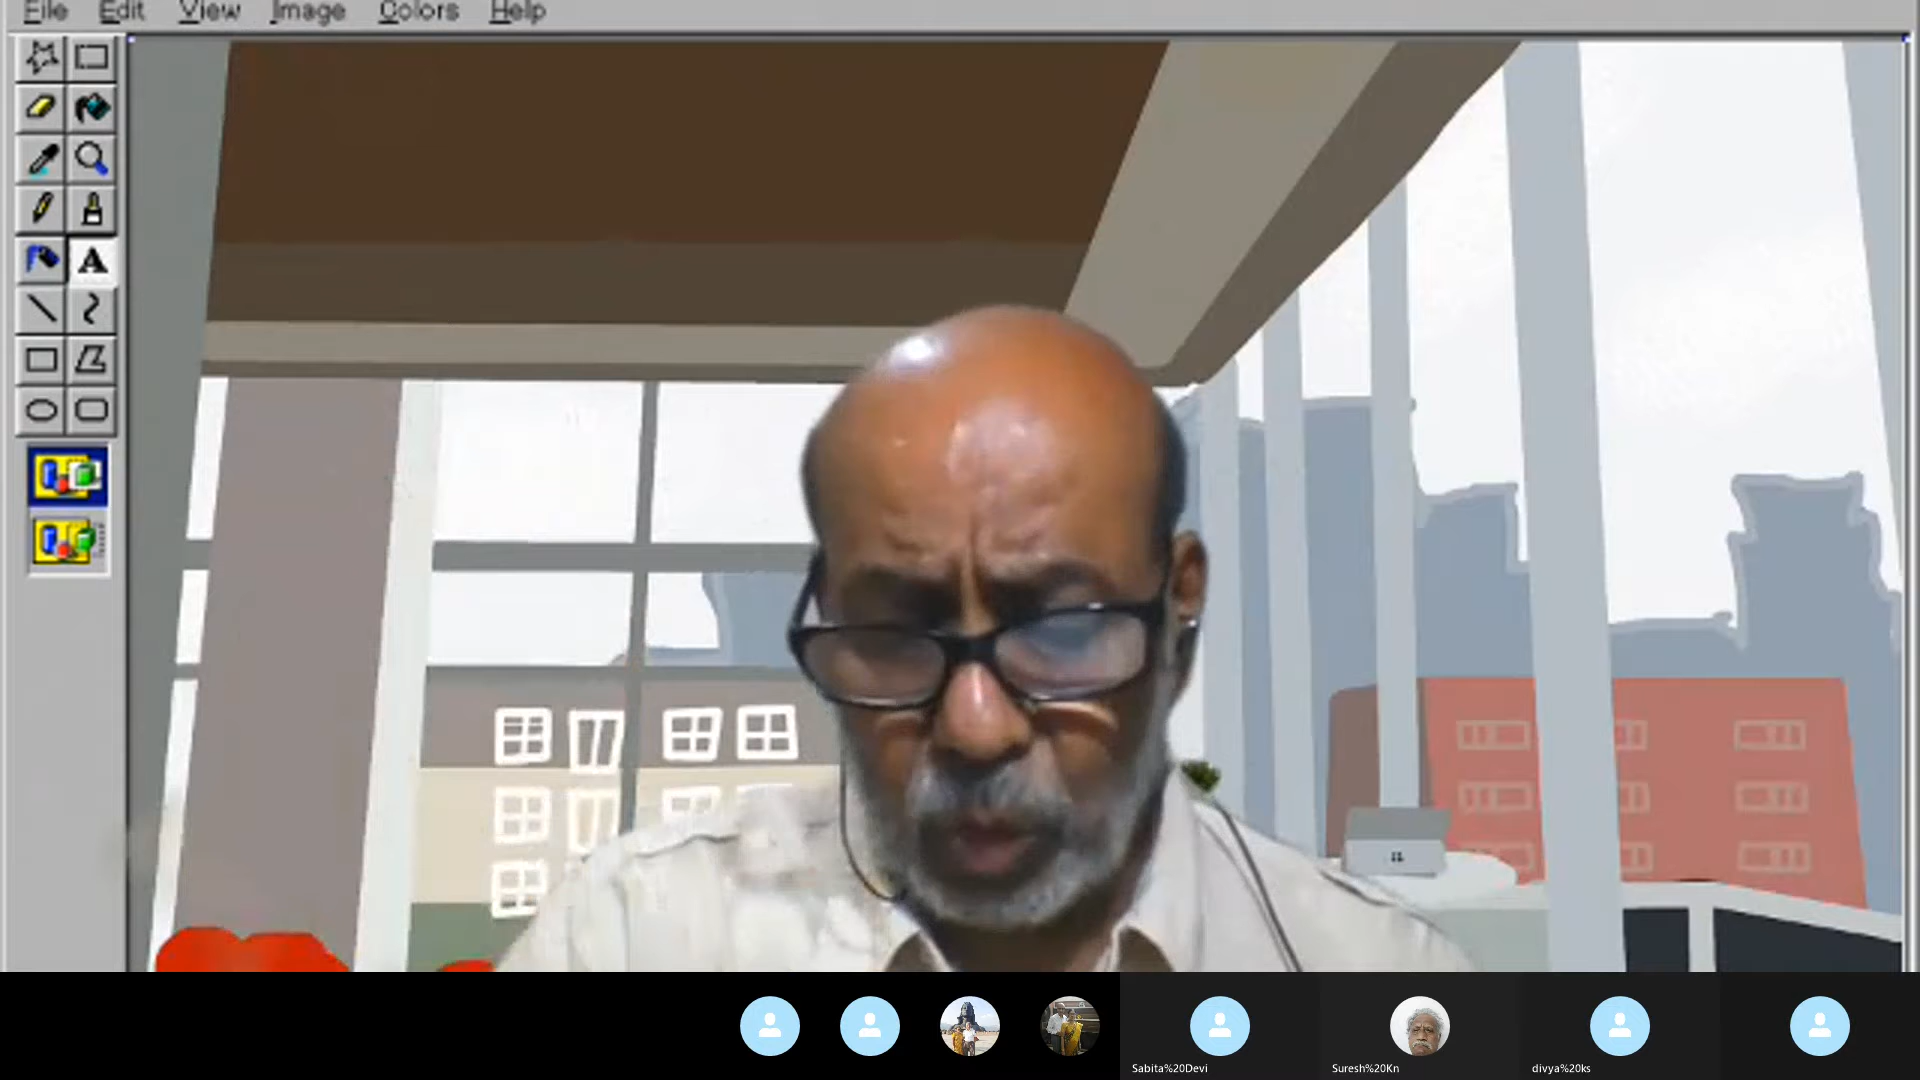 File Edit View Image Colors Help
A
Sabita%20Devi
Suresh%20Kn
divya%20ks